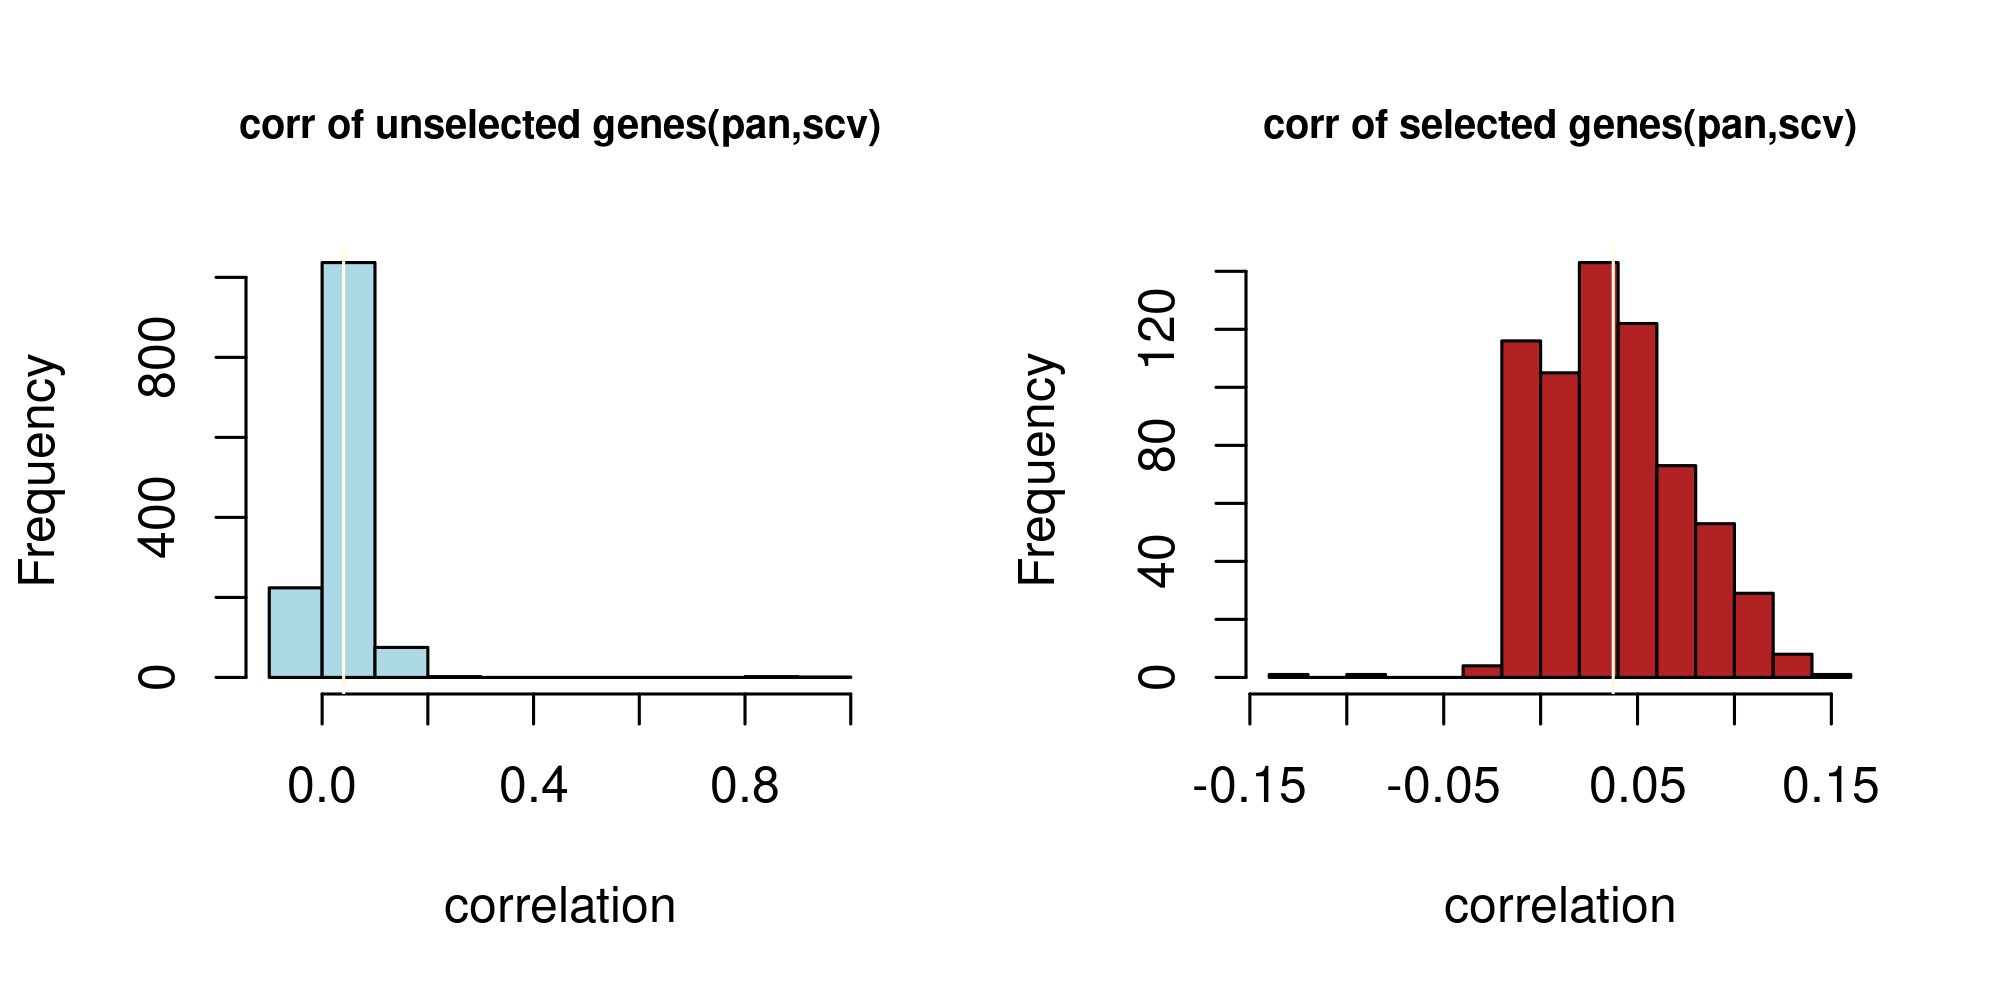 corr of unselected genes(pan,scv)
Frequency
0
400
800
0.0 0.4 0.8
correlation
corr of selected genes(pan,scv)
Frequency
0
40
80
120
-0.15 -0.05 0.05 0.15
correlation